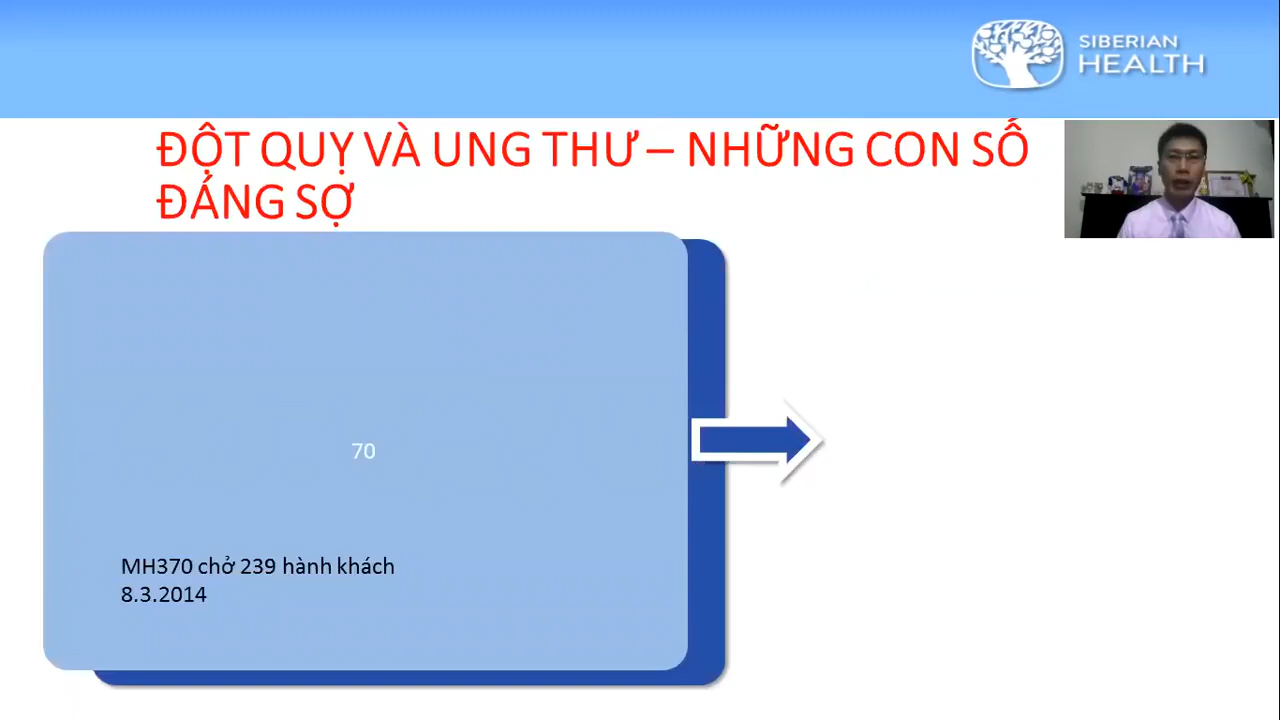 SIBERIAN
HEALTH
ĐỘT QUỴ VÀ UNG THƯ – NHỮNG CON SỐ
ĐÁNG SỢ
70
MH370 chở 239 hành khách
8.3.2014